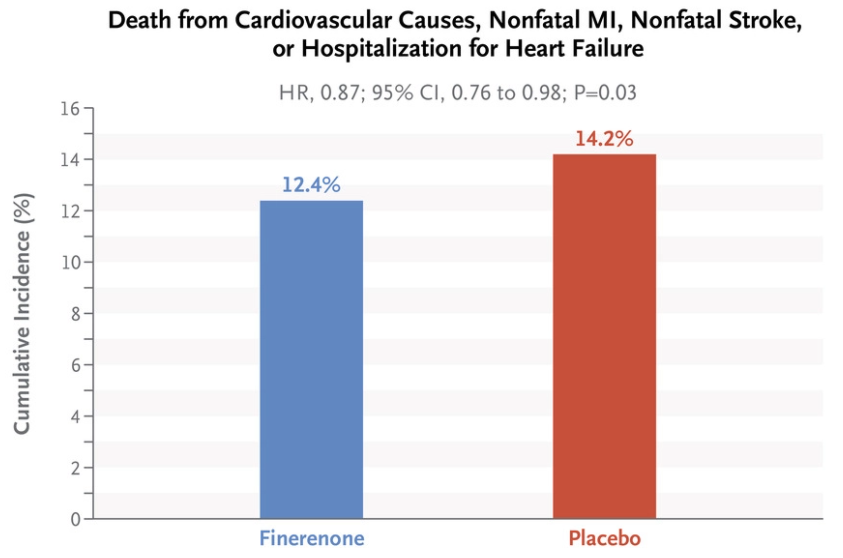 Death from Cardiovascular Causes, Nonfatal MI, Nonfatal Stroke,
or Hospitalization for Heart Failure
HR, 0.87; 95% CI, 0.76 to 0.98; P=0.03
Cumulative Incidence (%)
16
14
12
10
8
6
4
2
0
12.4%
14.2%
Finerenone
Placebo